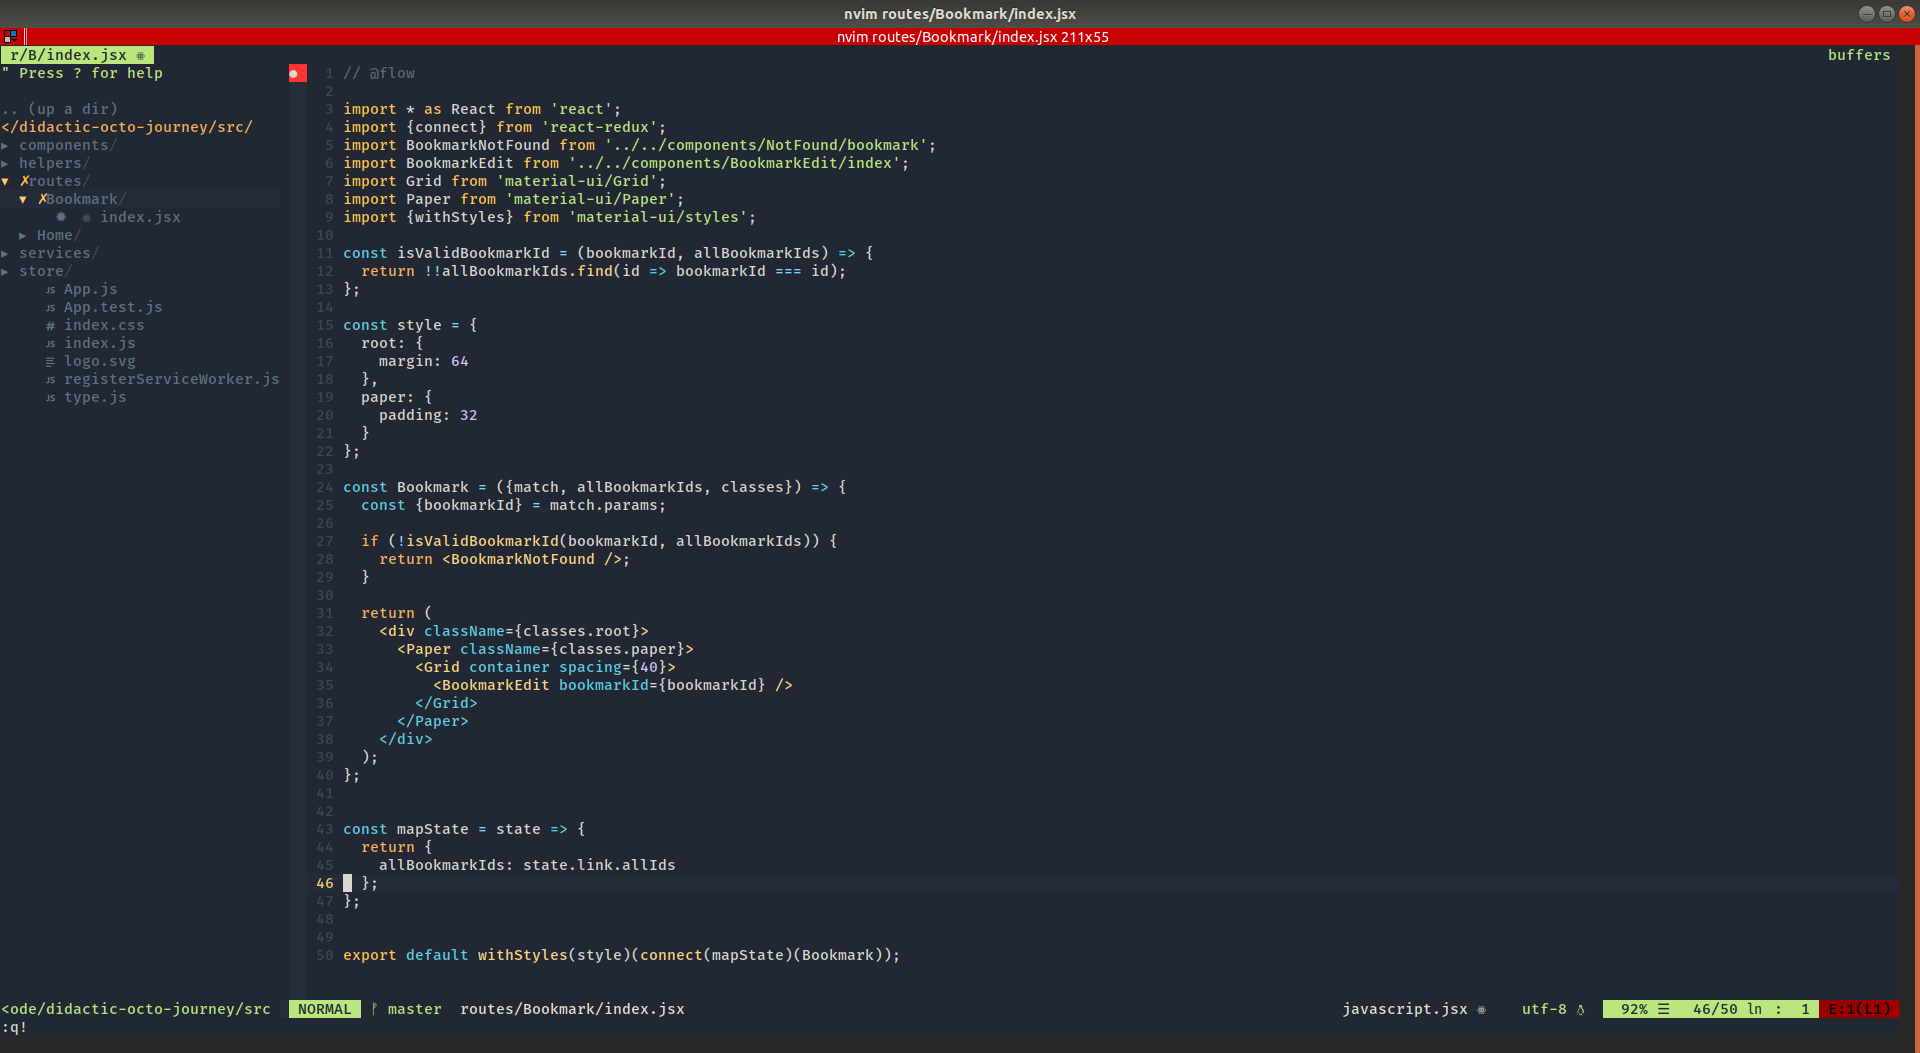 nvim routes/Bookmark/index.jsx
nvim routes/Bookmark/index.jsx 211x55
r/B/index.jsx
buffers
" Press ? for help
.. (up a dir)
</didactic-octo-journey/src/
▸ components/
▸ helpers/
▾ ✗routes/
▾ ✗Bookmark/
index.jsx
▸ Home/
▸ services/
▸ store/
JS App.js
JS App.test.js
# index.css
JS index.js
logo.svg
JS registerServiceWorker.js
JS type.js
1 // @flow
2
3 import * as React from 'react';
4 import {connect} from 'react-redux';
5 import BookmarkNotFound from '../../components/NotFound/bookmark';
6 import BookmarkEdit from '../../components/BookmarkEdit/index';
7 import Grid from 'material-ui/Grid';
8 import Paper from 'material-ui/Paper';
9 import {withStyles} from 'material-ui/styles';
10
11 const isValidBookmarkId = (bookmarkId, allBookmarkIds) => {
12   return !!allBookmarkIds.find(id => bookmarkId === id);
13 };
14
15 const style = {
16   root: {
17     margin: 64
18   },
19   paper: {
20     padding: 32
21   }
22 };
23
24 const Bookmark = ({match, allBookmarkIds, classes}) => {
25   const {bookmarkId} = match.params;
26
27   if (!isValidBookmarkId(bookmarkId, allBookmarkIds)) {
28     return <BookmarkNotFound />;
29   }
30
31   return (
32     <div className={classes.root}>
33       <Paper className={classes.paper}>
34         <Grid container spacing={40}>
35           <BookmarkEdit bookmarkId={bookmarkId} />
36         </Grid>
37       </Paper>
38     </div>
39   );
40 };
41
42
43 const mapState = state => {
44   return {
45     allBookmarkIds: state.link.allIds
46   };
47 };
48
49
50 export default withStyles(style)(connect(mapState)(Bookmark));
<ode/didactic-octo-journey/src NORMAL master routes/Bookmark/index.jsx javascript.jsx utf-8 92% ☰ 46/50 ln : 1 E:1(L1)
:q!